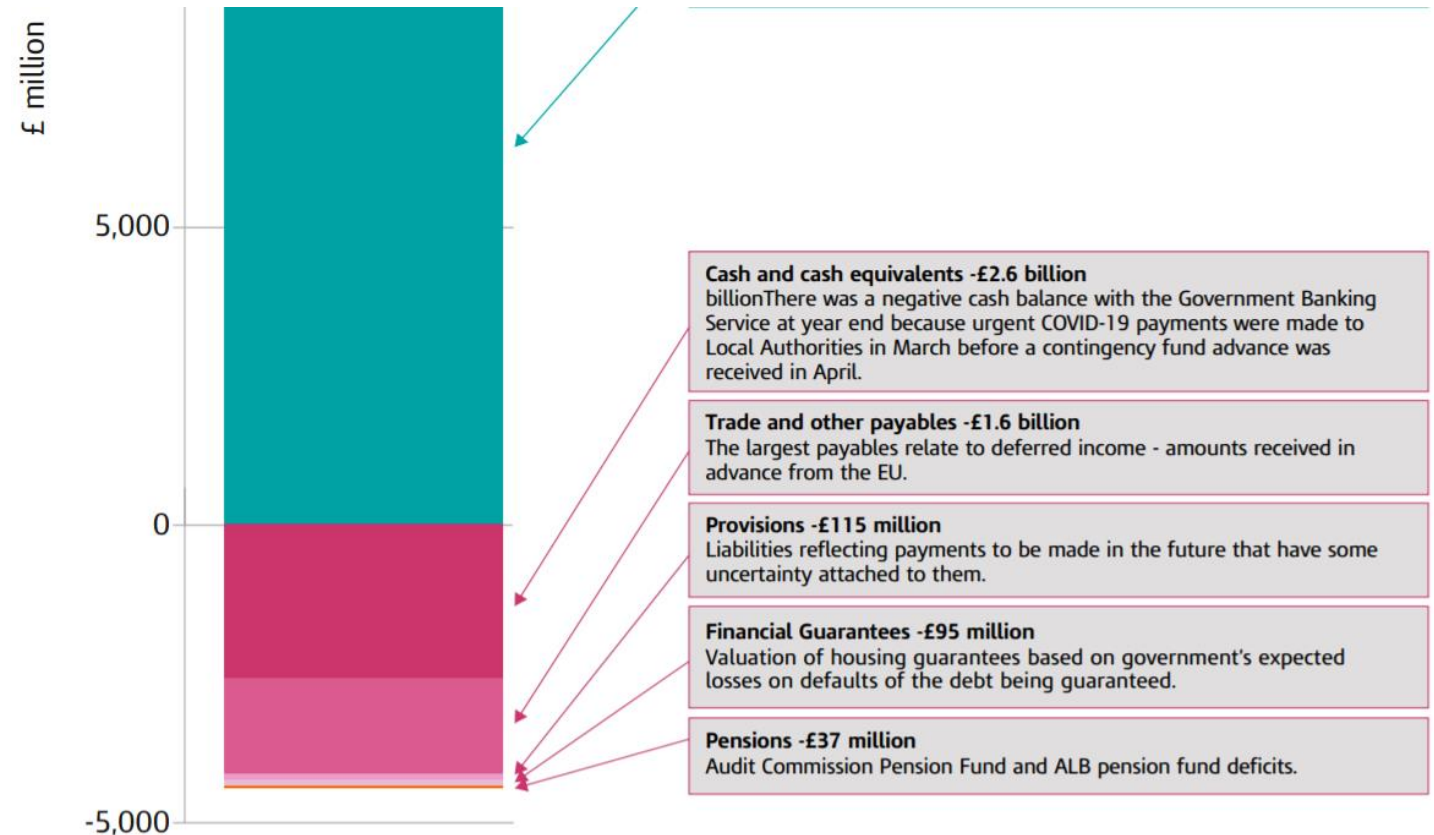 £ million
5,000
0
-5,000
Cash and cash equivalents -£2.6 billion
billionThere was a negative cash balance with the Government Banking
Service at year end because urgent COVID-19 payments were made to
Local Authorities in March before a contingency fund advance was
received in April.
Trade and other payables -£1.6 billion
The largest payables relate to deferred income - amounts received in
advance from the EU.
Provisions -£115 million
Liabilities reflecting payments to be made in the future that have some
uncertainty attached to them.
Financial Guarantees -£95 million
Valuation of housing guarantees based on government's expected
losses on defaults of the debt being guaranteed.
Pensions -£37 million
Audit Commission Pension Fund and ALB pension fund deficits.